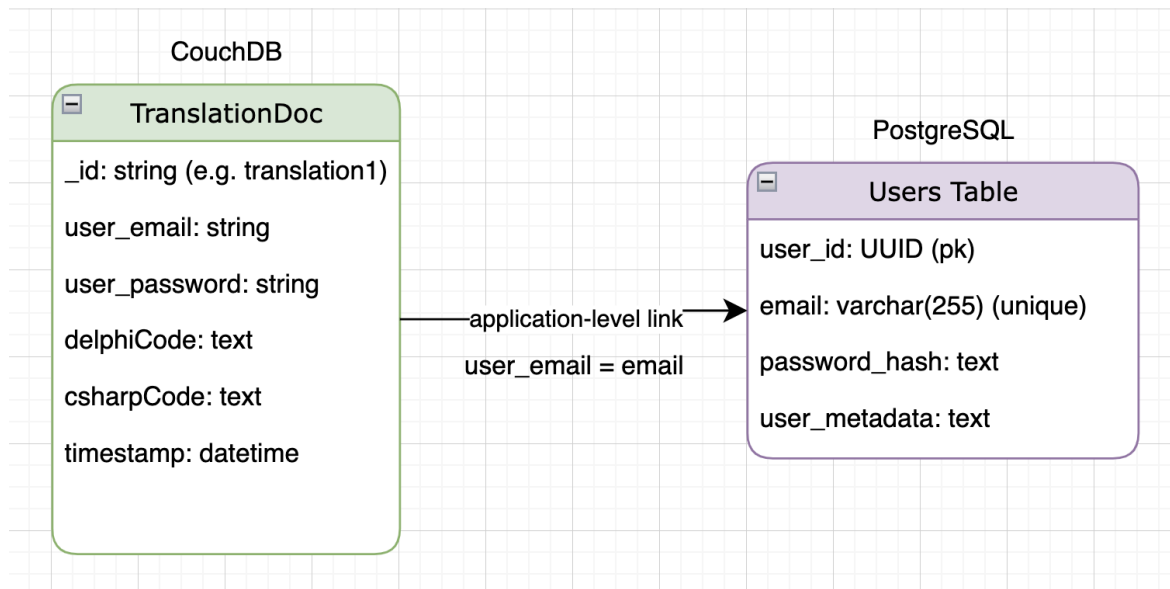 CouchDB
TranslationDoc
_id: string (e.g. translation1)
user_email: string
user_password: string
delphiCode: text
csharpCode: text
timestamp: datetime
application-level link
user_email = email
PostgreSQL
Users Table
user_id: UUID (pk)
email: varchar(255) (unique)
password_hash: text
user_metadata: text